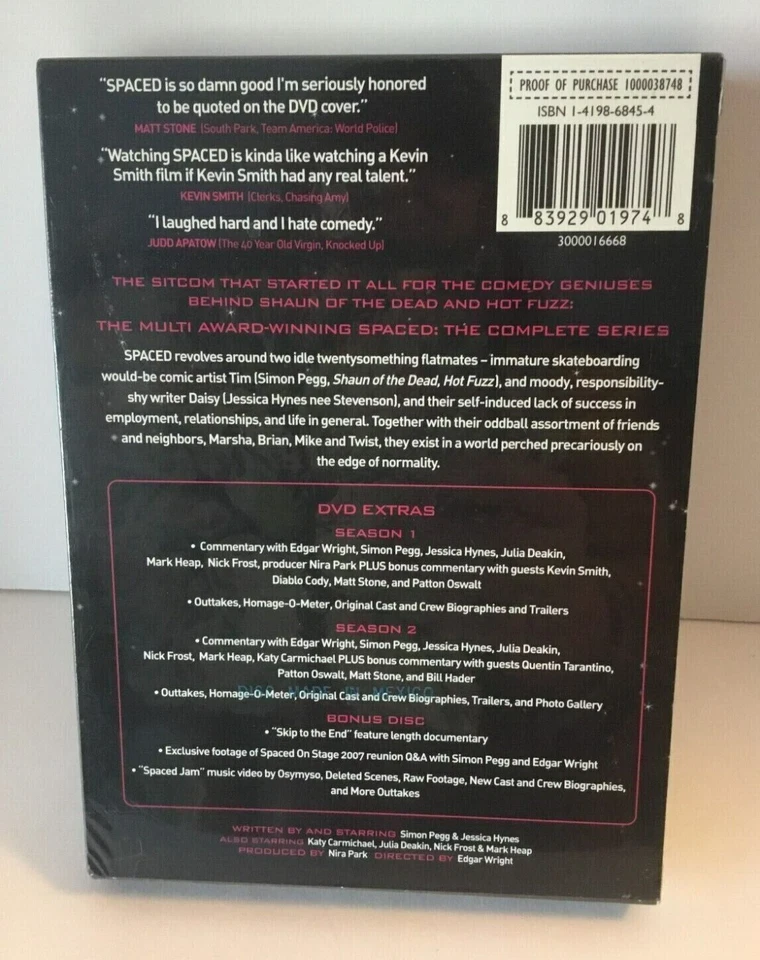 "SPACED is so damn good I'm seriously honored
to be quoted on the DVD cover."
MATT STONE (South Park, Team America: World Police)
"Watching SPACED is kinda like watching a Kevin
Smith film if Kevin Smith had any real talent."
KEVIN SMITH (Clerks, Chasing Amy)
"I laughed hard and I hate comedy."
JUDD APATOW (The 40 Year Old Virgin, Knocked Up)
PROOF OF PURCHASE 1000038748
ISBN 1-4198-6845-4
8 83929 01974 8
3000016668
THE SITCOM THAT STARTED IT ALL FOR THE COMEDY GENIUSES
BEHIND SHAUN OF THE DEAD AND HOT FUZZ:
THE MULTI AWARD-WINNING SPACED: THE COMPLETE SERIES
SPACED revolves around two idle twentysomething flatmates – immature skateboarding
would-be comic artist Tim (Simon Pegg, Shaun of the Dead, Hot Fuzz), and moody, responsibility-
shy writer Daisy (Jessica Hynes nee Stevenson), and their self-induced lack of success in
employment, relationships, and life in general. Together with their oddball assortment of friends
and neighbors, Marsha, Brian, Mike and Twist, they exist in a world perched precariously on
the edge of normality.
DVD EXTRAS
SEASON 1
• Commentary with Edgar Wright, Simon Pegg, Jessica Hynes, Julia Deakin,
Mark Heap, Nick Frost, producer Nira Park PLUS bonus commentary with guests Kevin Smith,
Diablo Cody, Matt Stone, and Patton Oswalt
• Outtakes, Homage-O-Meter, Original Cast and Crew Biographies and Trailers
SEASON 2
• Commentary with Edgar Wright, Simon Pegg, Jessica Hynes, Julia Deakin,
Nick Frost, Mark Heap, Katy Carmichael PLUS bonus commentary with guests Quentin Tarantino,
Patton Oswalt, Matt Stone, and Bill Hader
DISC MADE IN MEXICO
• Outtakes, Homage-O-Meter, Original Cast and Crew Biographies, Trailers, and Photo Gallery
BONUS DISC
• "Skip to the End" feature length documentary
• Exclusive footage of Spaced On Stage 2007 reunion Q&A with Simon Pegg and Edgar Wright
• "Spaced Jam" music video by Osymyso, Deleted Scenes, Raw Footage, New Cast and Crew Biographies,
and More Outtakes
WRITTEN BY AND STARRING Simon Pegg & Jessica Hynes
ALSO STARRING Katy Carmichael, Julia Deakin, Nick Frost & Mark Heap
PRODUCED BY Nira Park DIRECTED BY Edgar Wright